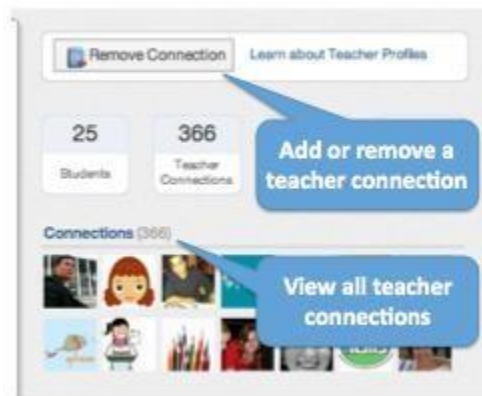 Remove Connection Learn about Teacher Profiles
25 366
Students Teacher
Connections
Add or remove a
teacher connection
Connections (366)
View all teacher
connections